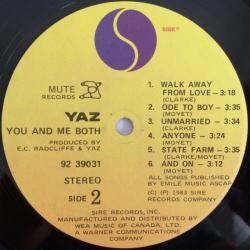 SIRE®
MUTE
RECORDS
YAZ
YOU AND ME BOTH
PRODUCED BY
E.C. RADCLIFFE & YAZ
92 39031
STEREO
SIDE 2
1. WALK AWAY
FROM LOVE—3:18
(CLARKE)
2. ODE TO BOY—3:35
(MOYET)
3. UNMARRIED—3:34
(CLARKE)
4. ANYONE — 3:24
(MOYET)
5. STATE FARM—3:31
(CLARKE/MOYET)
6. AND ON — 3:12
(MOYET)
ALL SONGS PUBLISHED
BY EMILE MUSIC ASCAP
(P) (C) 1983 SIRE
RECORDS COMPANY
SIRE RECORDS, INC.
MANUFACTURED AND DISTRIBUTED BY
WEA MUSIC OF CANADA, LTD.
A WARNER COMMUNICATIONS
COMPANY